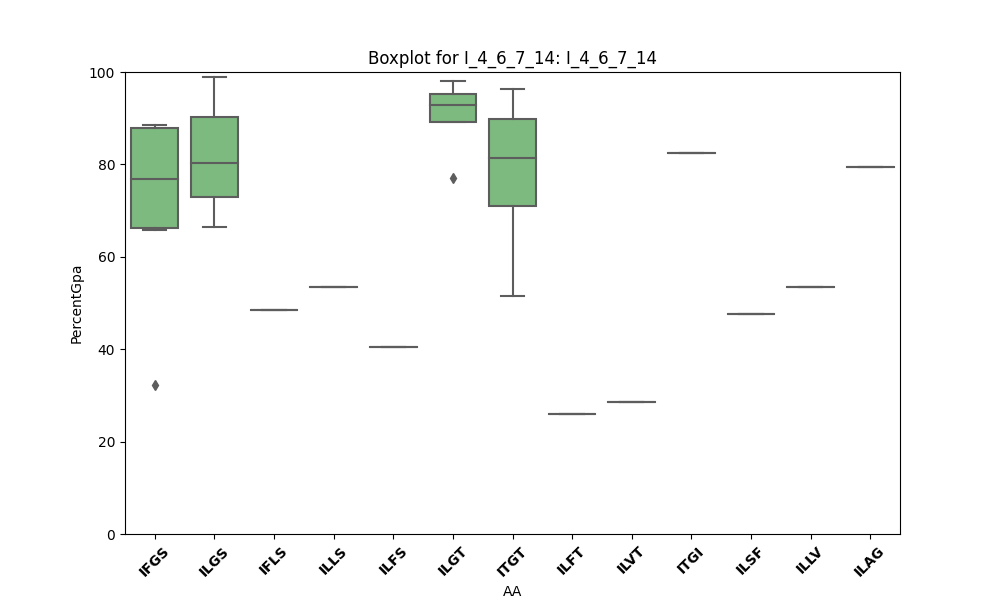 Boxplot for I_4_6_7_14: I_4_6_7_14
100
80
60
40
20
0
PercentGpa
IFGS ILGS IFLS ILLS ILFS ILGT ITGT ILFT ILVT ITGI ILSF ILLV ILAG
AA